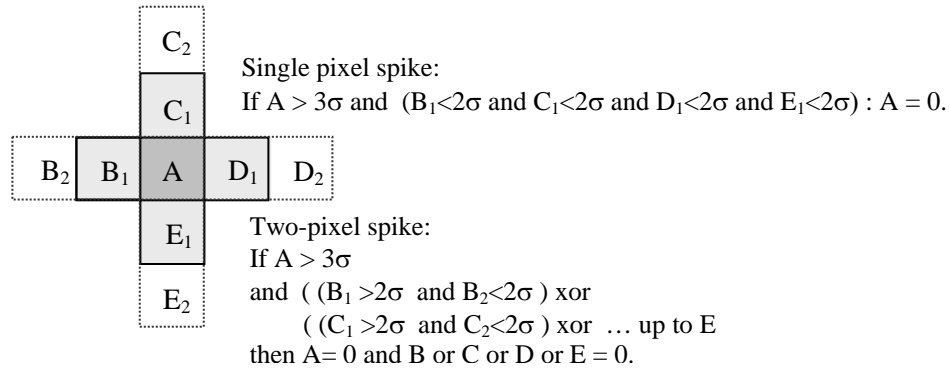 C₂
Single pixel spike:
If A > 3σ and (B₁<2σ and C₁<2σ and D₁<2σ and E₁<2σ) : A = 0.
C₁
B₂ B₁ A D₁ D₂
E₁
Two-pixel spike:
If A > 3σ
and ( (B₁ >2σ and B₂<2σ ) xor
( (C₁ >2σ and C₂<2σ ) xor … up to E
then A= 0 and B or C or D or E = 0.
E₂